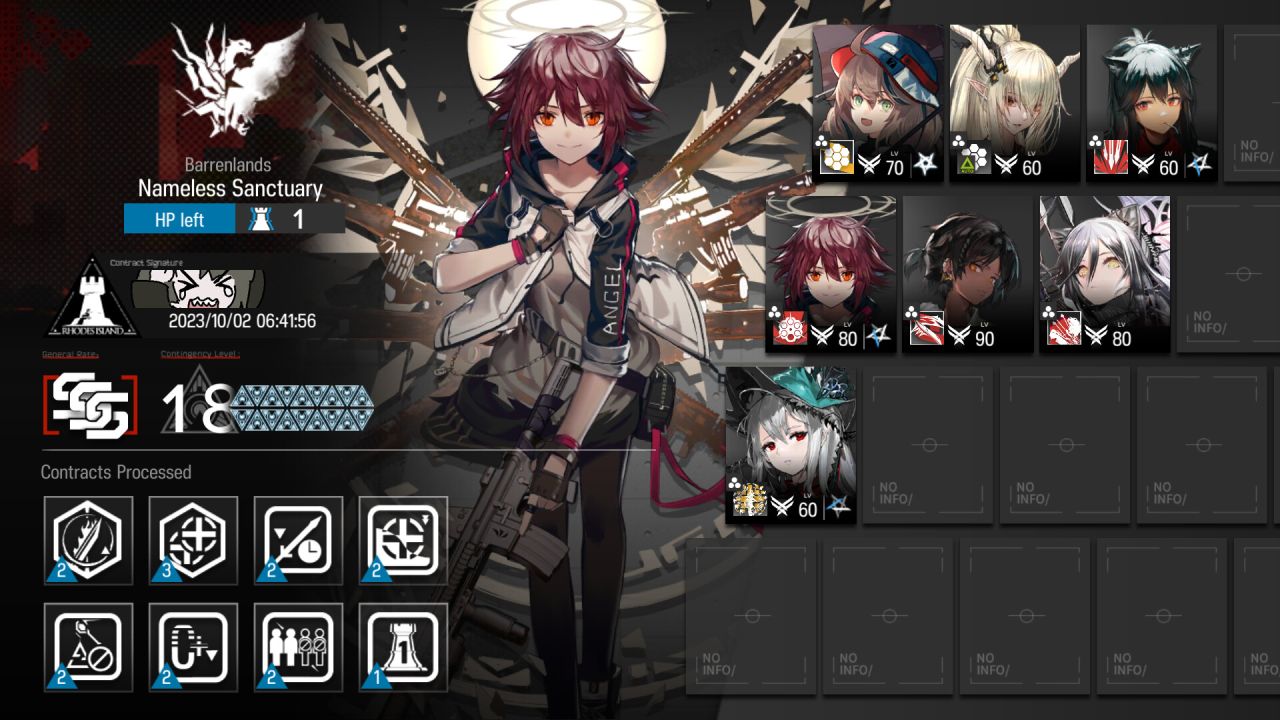 Barrenlands
Nameless Sanctuary
HP left 1
Contract Signature
RHODES ISLAND
2023/10/02 06:41:56
General Rate:
Contingency Level:
18
Contracts Processed
2 3 2 2
2 2 2 1 1
ANGEL
LV 70
AUTO LV 60
LV 60
NO INFO/
LV 80
LV 90
LV 80
NO INFO/
LV 60
NO INFO/
NO INFO/
NO INFO/
NO INFO/
NO INFO/
NO INFO/
NO INFO/
NO INFO/